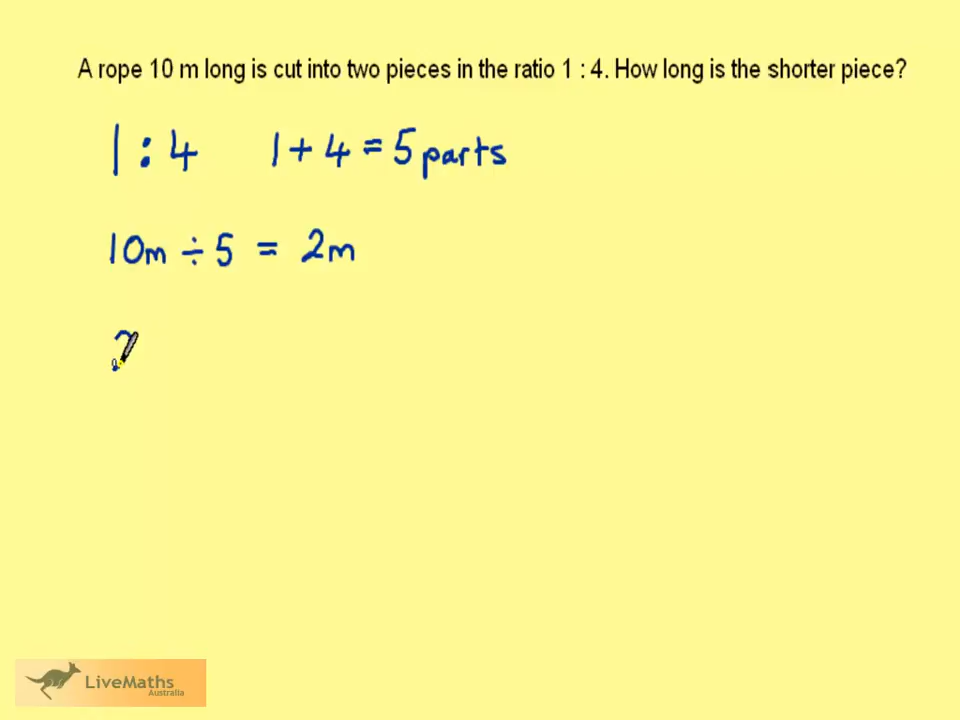 A rope 10 m long is cut into two pieces in the ratio 1 : 4. How long is the shorter piece?
1 : 4 1 + 4 = 5 parts
10m ÷ 5 = 2m
2
LiveMaths
Australia